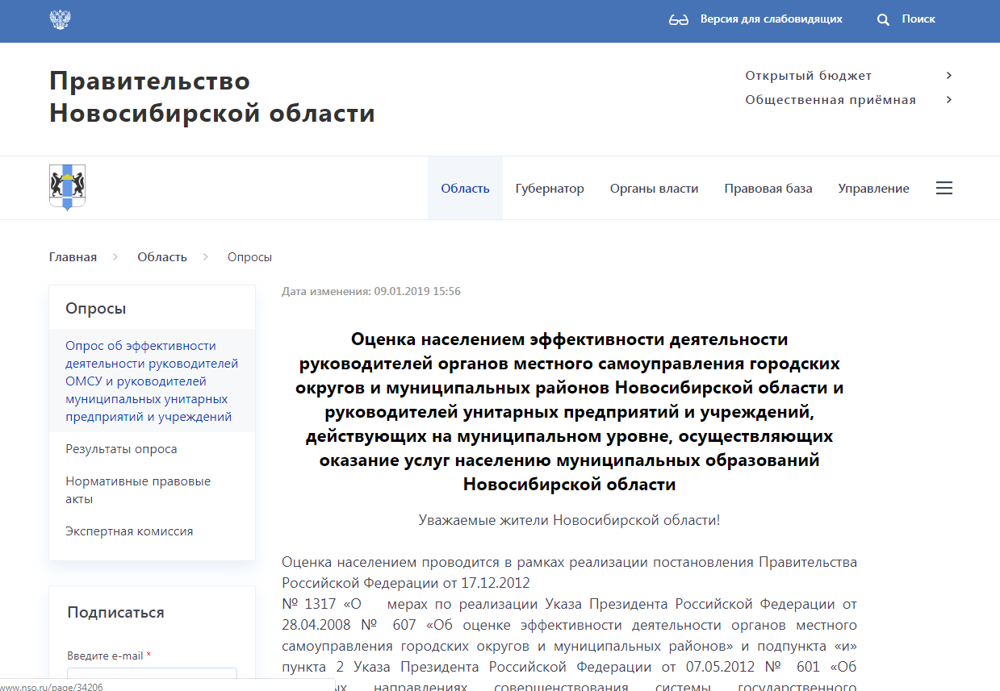 Версия для слабовидящих
Поиск
Правительство
Новосибирской области
Открытый бюджет
Общественная приёмная
Область
Губернатор
Органы власти
Правовая база
Управление
Главная
Область
Опросы
Опросы
Опрос об эффективности
деятельности руководителей
ОМСУ и руководителей
муниципальных унитарных
предприятий и учреждений
Результаты опроса
Нормативные правовые
акты
Экспертная комиссия
Подписаться
Введите e-mail *
Дата изменения: 09.01.2019 15:56
Оценка населением эффективности деятельности
руководителей органов местного самоуправления городских
округов и муниципальных районов Новосибирской области и
руководителей унитарных предприятий и учреждений,
действующих на муниципальном уровне, осуществляющих
оказание услуг населению муниципальных образований
Новосибирской области
Уважаемые жители Новосибирской области!
Оценка населением проводится в рамках реализации постановления Правительства
Российской Федерации от 17.12.2012
№ 1317 «О мерах по реализации Указа Президента Российской Федерации от
28.04.2008 № 607 «Об оценке эффективности деятельности органов местного
самоуправления городских округов и муниципальных районов» и подпункта «и»
пункта 2 Указа Президента Российской Федерации от 07.05.2012 № 601 «Об
направлениях совершенствования системы государственного
www.nso.ru/page/34206